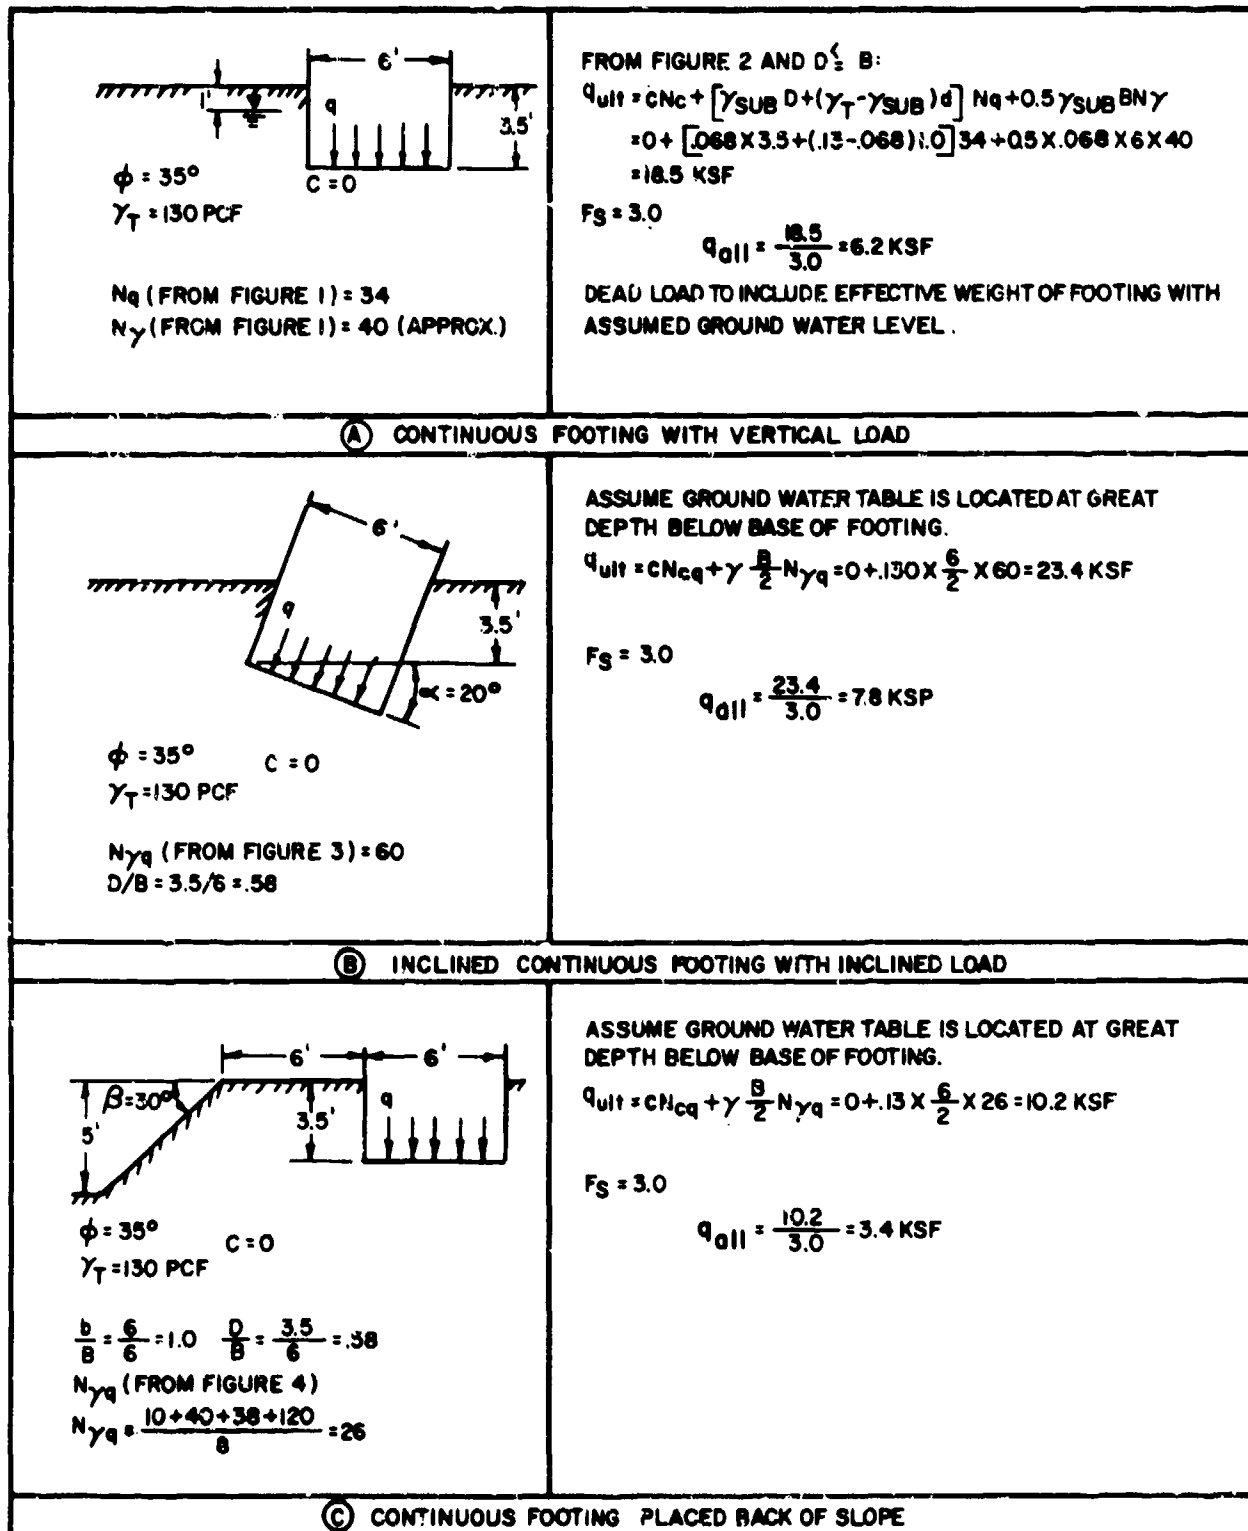 6'
1'
q
3.5'
φ = 35°
C = 0
γT = 130 PCF
Nq (FROM FIGURE 1) = 34
Nγ (FROM FIGURE 1) = 40 (APPROX.)
FROM FIGURE 2 AND D ≤ B:
qult = CNc + [γSUB D + (γT - γSUB) d] Nq + 0.5 γSUB BNγ
= 0 + [.068 X 3.5 + (.13 - .068) 1.0] 34 + 0.5 X .068 X 6 X 40
= 18.5 KSF
FS = 3.0
qall = 18.5 / 3.0 = 6.2 KSF
DEAD LOAD TO INCLUDE EFFECTIVE WEIGHT OF FOOTING WITH
ASSUMED GROUND WATER LEVEL.
(A) CONTINUOUS FOOTING WITH VERTICAL LOAD
6'
q
3.5'
∝ = 20°
φ = 35° C = 0
γT = 130 PCF
Nγq (FROM FIGURE 3) = 60
D/B = 3.5/6 = .58
ASSUME GROUND WATER TABLE IS LOCATED AT GREAT
DEPTH BELOW BASE OF FOOTING.
qult = CNcq + γ B/2 Nγq = 0 + .130 X 6/2 X 60 = 23.4 KSF
FS = 3.0
qall = 23.4 / 3.0 = 7.8 KSP
(B) INCLINED CONTINUOUS FOOTING WITH INCLINED LOAD
6' 6'
β = 30°
5'
3.5'
q
φ = 35° C = 0
γT = 130 PCF
b/B = 6/6 = 1.0 D/B = 3.5/6 = .58
Nγq (FROM FIGURE 4)
Nγq = 10 + 40 + 38 + 120 / 8 = 26
ASSUME GROUND WATER TABLE IS LOCATED AT GREAT
DEPTH BELOW BASE OF FOOTING.
qult = CNcq + γ B/2 Nγq = 0 + .13 X 6/2 X 26 = 10.2 KSF
FS = 3.0
qall = 10.2 / 3.0 = 3.4 KSF
(C) CONTINUOUS FOOTING PLACED BACK OF SLOPE